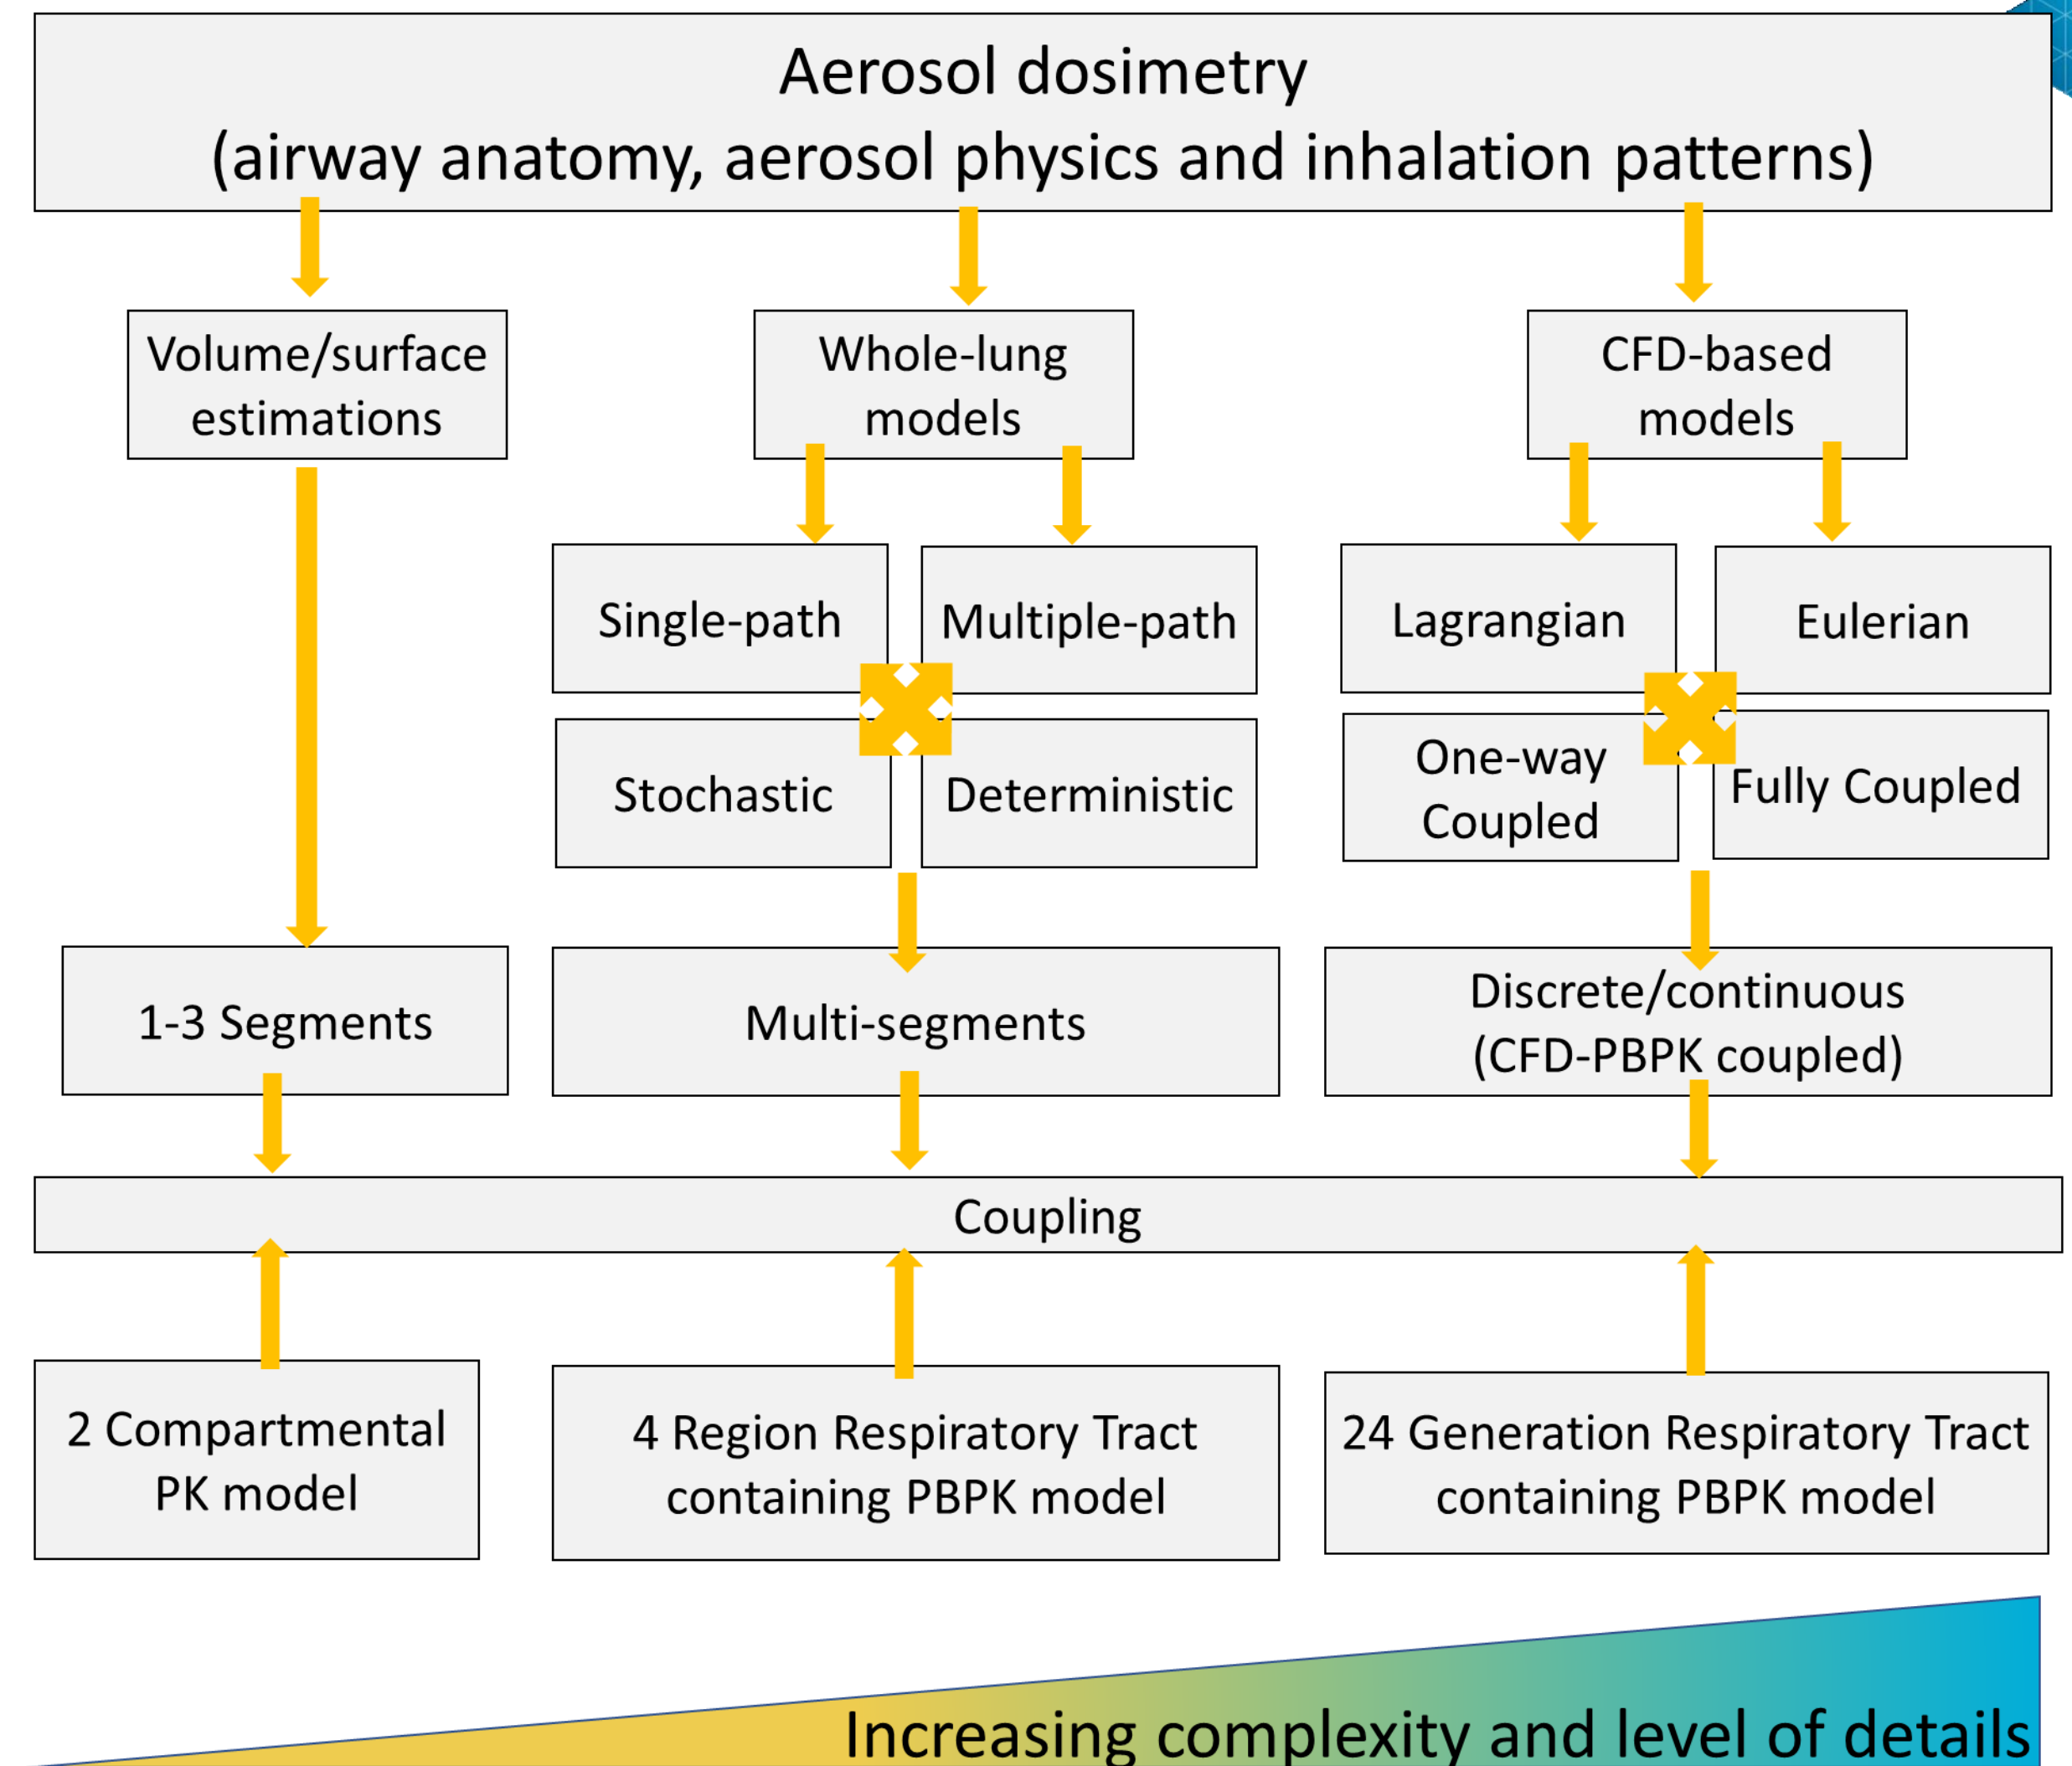 Aerosol dosimetry
(airway anatomy, aerosol physics and inhalation patterns)
Volume/surface
estimations
Whole-lung
models
CFD-based
models
Single-path
Multiple-path
Lagrangian
Eulerian
Stochastic
Deterministic
One-way
Coupled
Fully Coupled
1-3 Segments
Multi-segments
Discrete/continuous
(CFD-PBPK coupled)
Coupling
2 Compartmental
PK model
4 Region Respiratory Tract
containing PBPK model
24 Generation Respiratory Tract
containing PBPK model
Increasing complexity and level of details